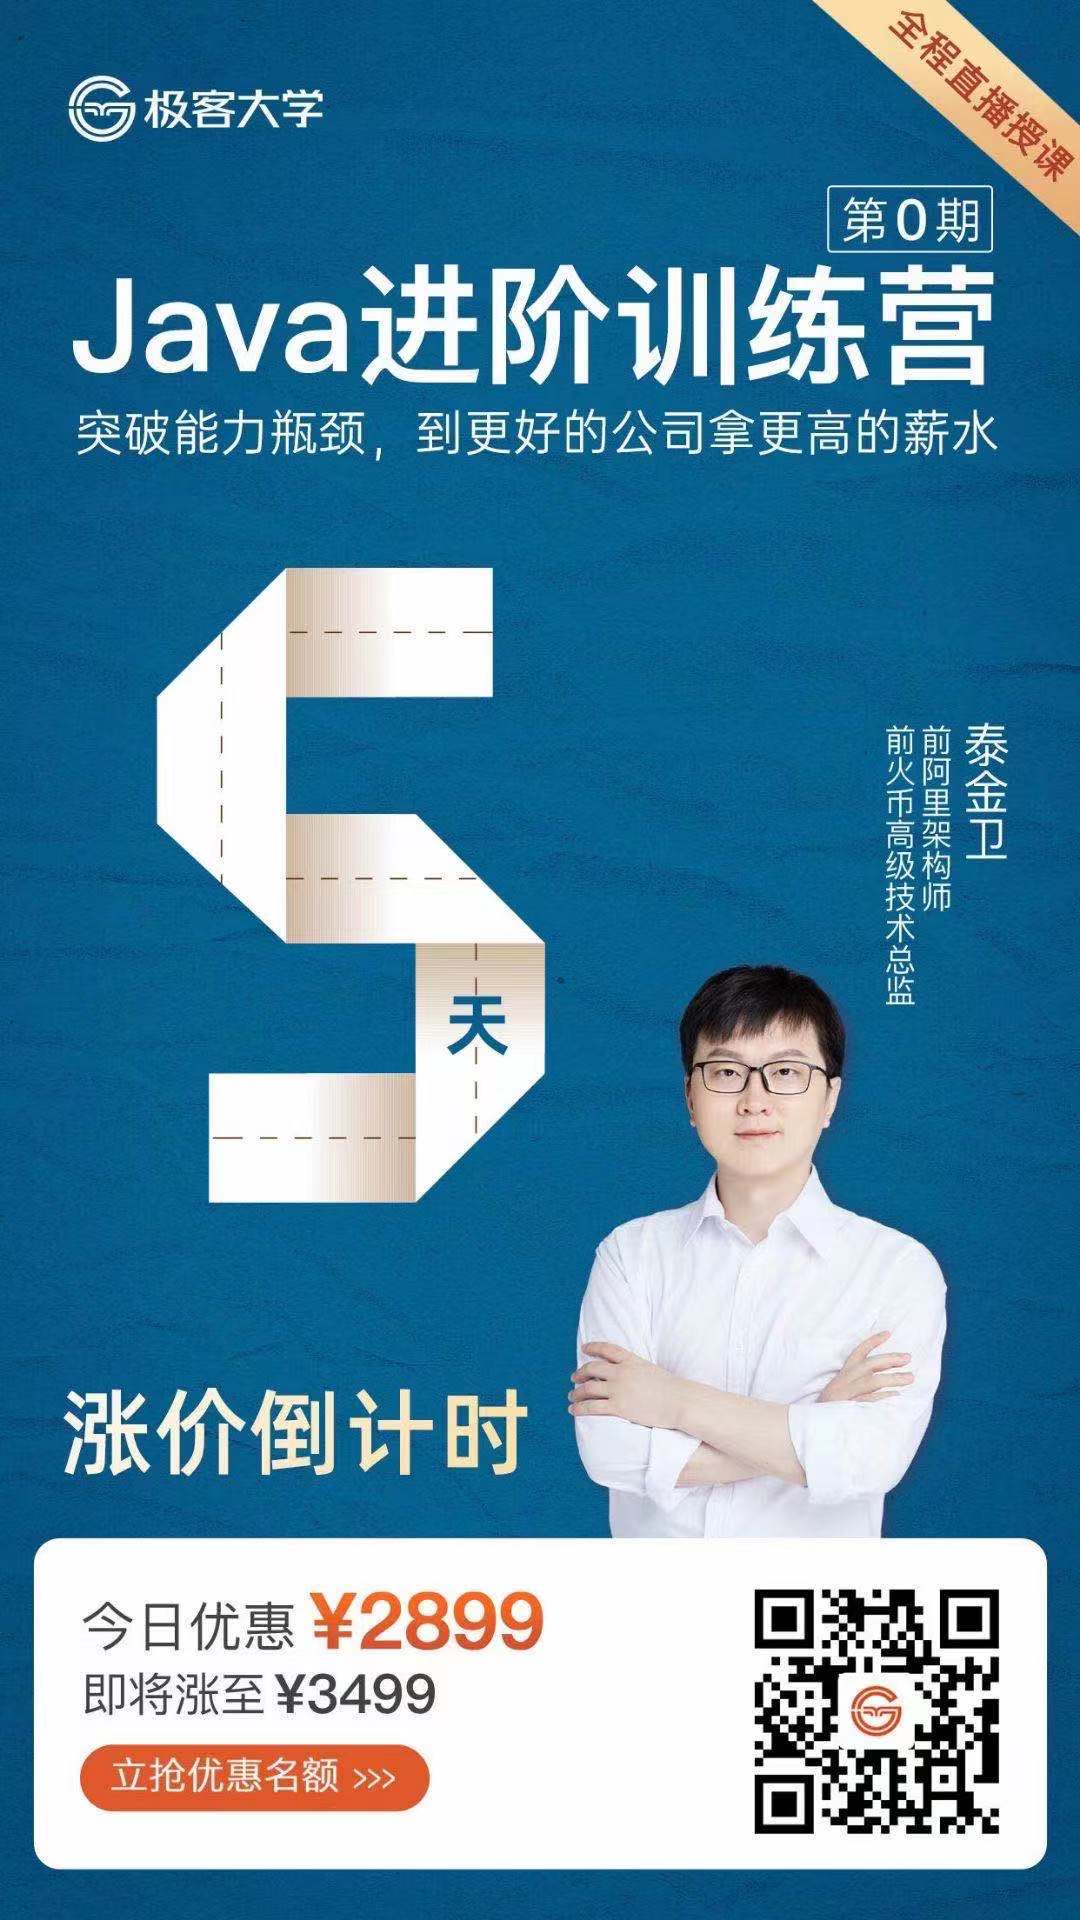 极客大学
全程直播授课
第0期
Java进阶训练营
突破能力瓶颈，到更好的公司拿更高的薪水
5
天
泰金卫
前阿里架构师
前火币高级技术总监
涨价倒计时
今日优惠 ¥2899
即将涨至 ¥3499
立抢优惠名额 >>>